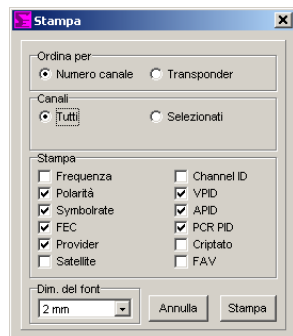 Stampa
Ordina per
Numero canale Transponder
Canali
Tutti Selezionati
Stampa
Frequenza Channel ID
Polarità VPID
Symbolrate APID
FEC PCR PID
Provider Criptato
Satellite FAV
Dim. del font
2 mm Annulla Stampa